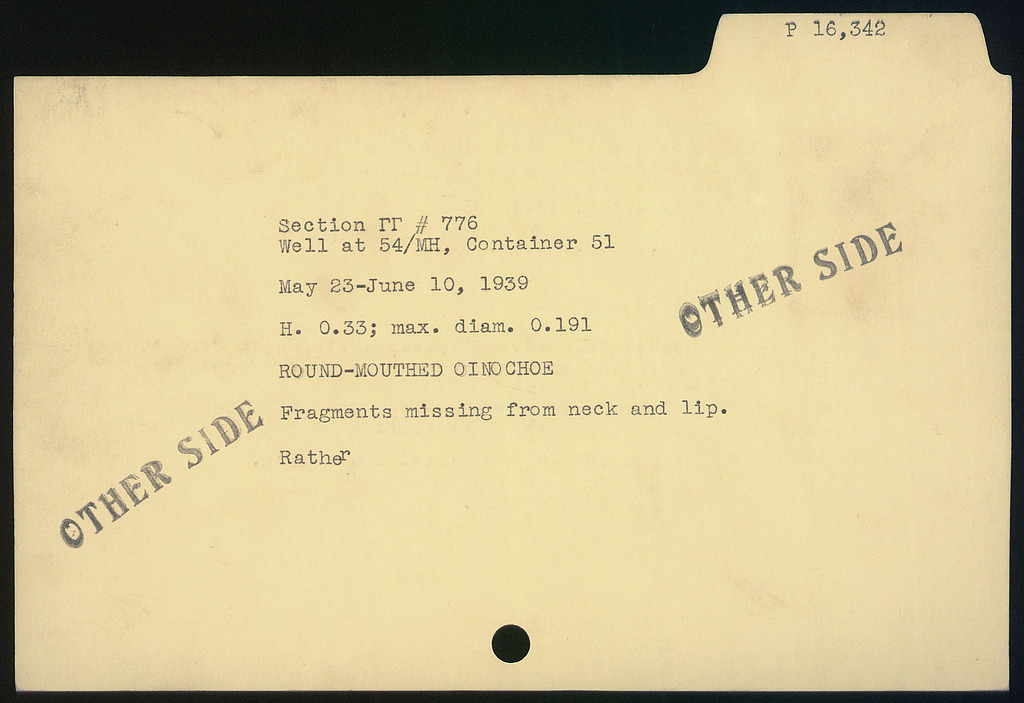 P 16,342
Section ΓΓ # 776
Well at 54/MH, Container 51
May 23-June 10, 1939
H. 0.33; max. diam. 0.191
OTHER SIDE
ROUND-MOUTHED OINOCHOE
Fragments missing from neck and lip.
Rather
OTHER SIDE